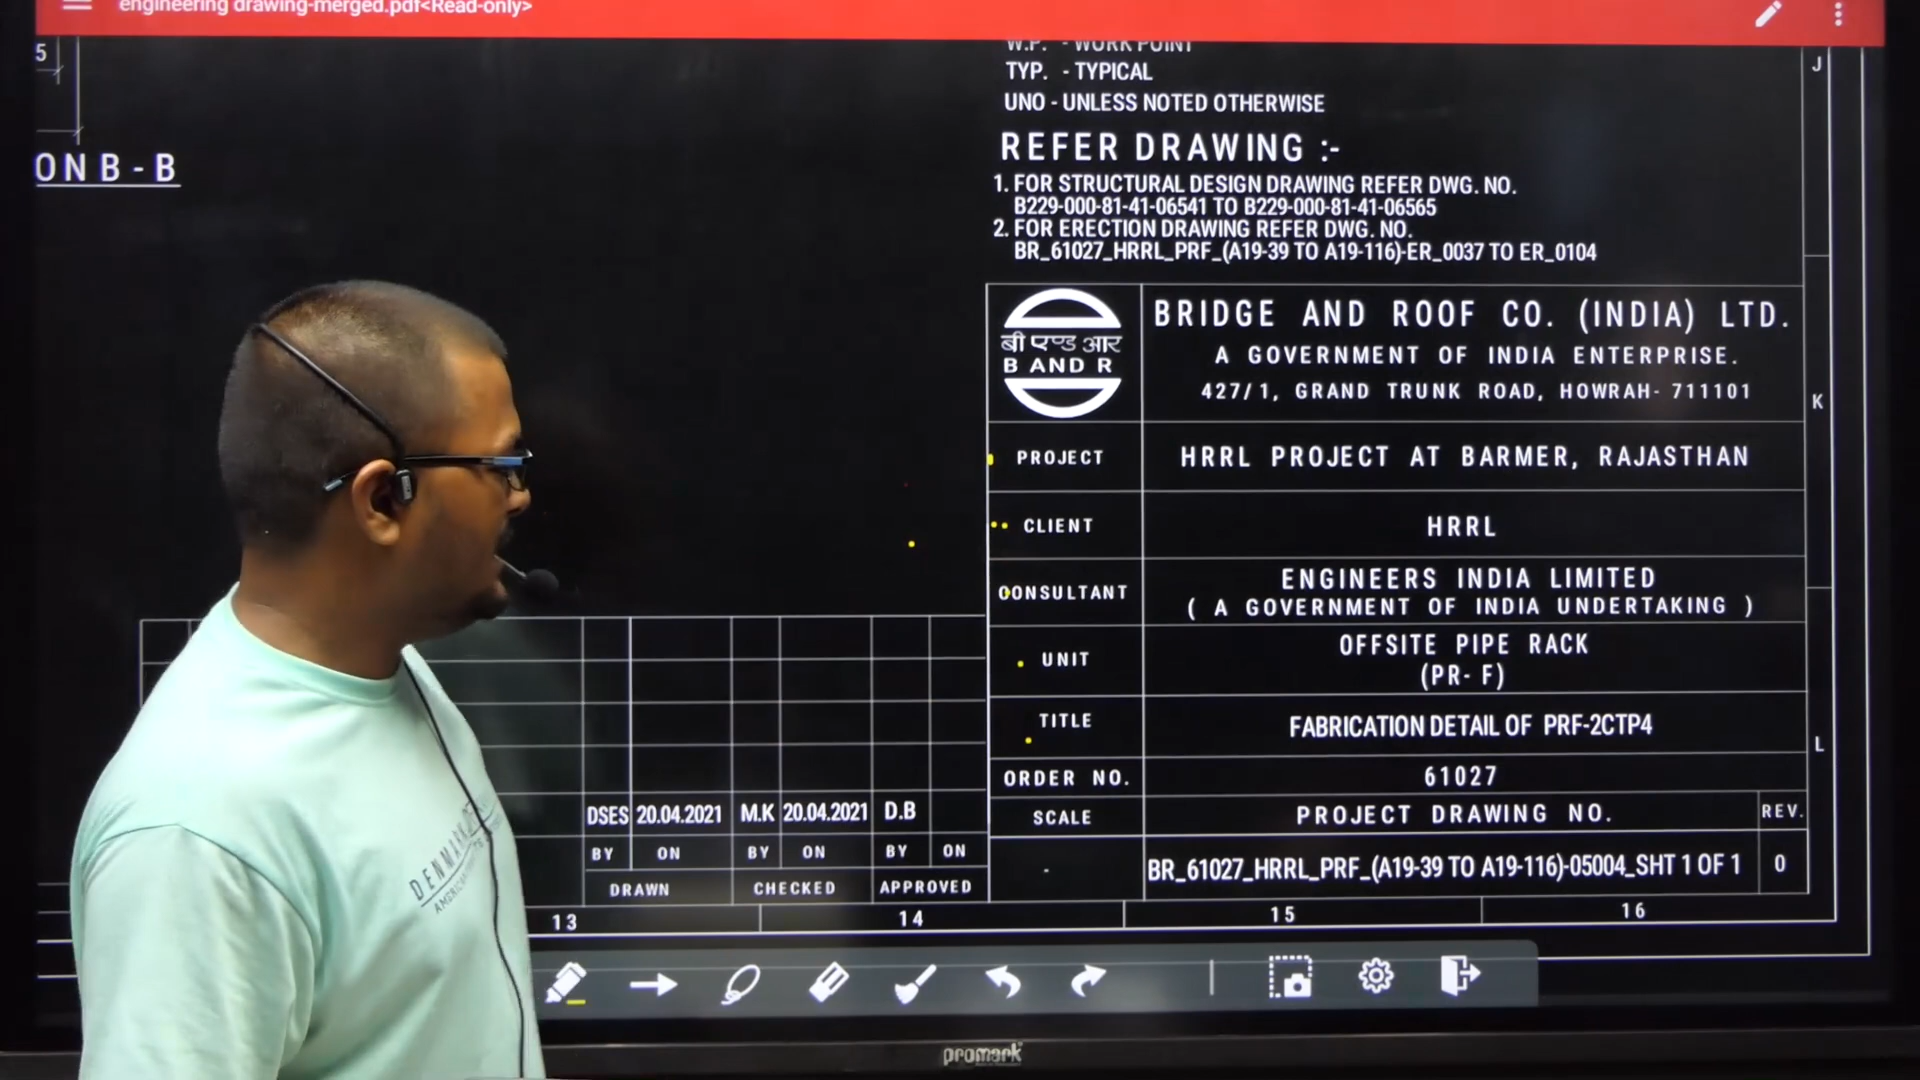 engineering drawing-merged.pdf<Read-only>
5
W.P. - WORK POINT
J
TYP. - TYPICAL
UNO - UNLESS NOTED OTHERWISE
REFER DRAWING :-
ON B - B
1. FOR STRUCTURAL DESIGN DRAWING REFER DWG. NO.
B229-000-81-41-06541 TO B229-000-81-41-06565
2. FOR ERECTION DRAWING REFER DWG. NO.
BR_61027_HRRL_PRF_(A19-39 TO A19-116)-ER_0037 TO ER_0104
बी एण्ड आर
B AND R
BRIDGE AND ROOF CO. (INDIA) LTD.
A GOVERNMENT OF INDIA ENTERPRISE.
427/1, GRAND TRUNK ROAD, HOWRAH- 711101
K
PROJECT HRRL PROJECT AT BARMER, RAJASTHAN
CLIENT HRRL
CONSULTANT ENGINEERS INDIA LIMITED
( A GOVERNMENT OF INDIA UNDERTAKING )
UNIT OFFSITE PIPE RACK
(PR- F)
TITLE FABRICATION DETAIL OF PRF-2CTP4
L
ORDER NO. 61027
SCALE PROJECT DRAWING NO. REV.
- BR_61027_HRRL_PRF_(A19-39 TO A19-116)-05004_SHT 1 OF 1 0
DSES 20.04.2021 M.K 20.04.2021 D.B
BY ON BY ON BY ON
DRAWN CHECKED APPROVED
13 14 15 16
DENMARK
promark